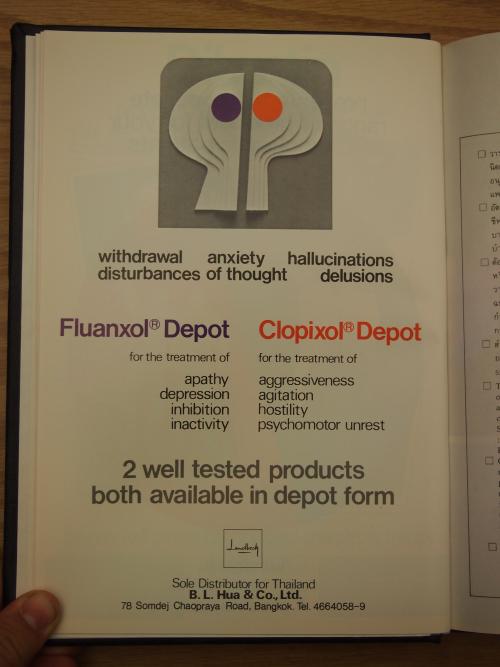 withdrawal anxiety hallucinations
disturbances of thought delusions
Fluanxol® Depot
for the treatment of
apathy
depression
inhibition
inactivity
Clopixol® Depot
for the treatment of
aggressiveness
agitation
hostility
psychomotor unrest
2 well tested products
both available in depot form
Lundbeck
Sole Distributor for Thailand
B. L. Hua & Co., Ltd.
78 Somdej Chaopraya Road, Bangkok. Tel. 4664058-9